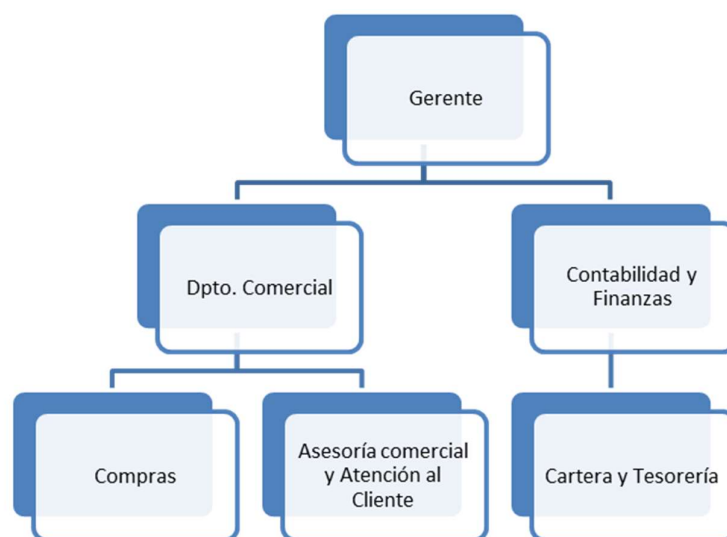 Gerente
Dpto. Comercial
Contabilidad y
Finanzas
Compras
Asesoría comercial
y Atención al
Cliente
Cartera y Tesorería